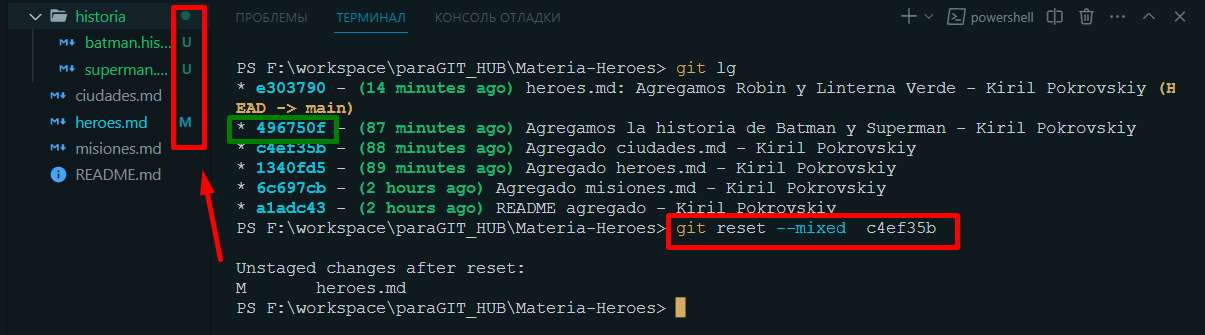 historia
batman.his... U
superman.... U
ciudades.md
heroes.md M
misiones.md
README.md
ПРОБЛЕМЫ ТЕРМИНАЛ КОНСОЛЬ ОТЛАДКИ
powershell
PS F:\workspace\paraGIT_HUB\Materia-Heroes> git lg
* e303790 - (14 minutes ago) heroes.md: Agregamos Robin y Linterna Verde - Kiril Pokrovskiy (H
EAD -> main)
* 496750f - (87 minutes ago) Agregamos la historia de Batman y Superman - Kiril Pokrovskiy
* c4ef35b - (88 minutes ago) Agregado ciudades.md - Kiril Pokrovskiy
* 1340fd5 - (89 minutes ago) Agregado heroes.md - Kiril Pokrovskiy
* 6c697cb - (2 hours ago) Agregado misiones.md - Kiril Pokrovskiy
* a1adc43 - (2 hours ago) README agregado - Kiril Pokrovskiy
PS F:\workspace\paraGIT_HUB\Materia-Heroes> git reset --mixed c4ef35b
Unstaged changes after reset:
M heroes.md
PS F:\workspace\paraGIT_HUB\Materia-Heroes>